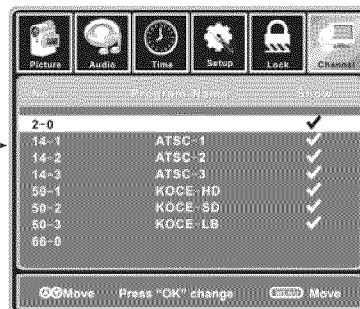 Picture Audio Time Setup Lock Channel
No. Program Name Show
2-0
14-1 ATSC-1
14-2 ATSC-2
14-3 ATSC-3
50-1 KOCE-HD
50-2 KOCE-SD
50-3 KOCE-LB
66-0
Move Press "OK" change MENU Move